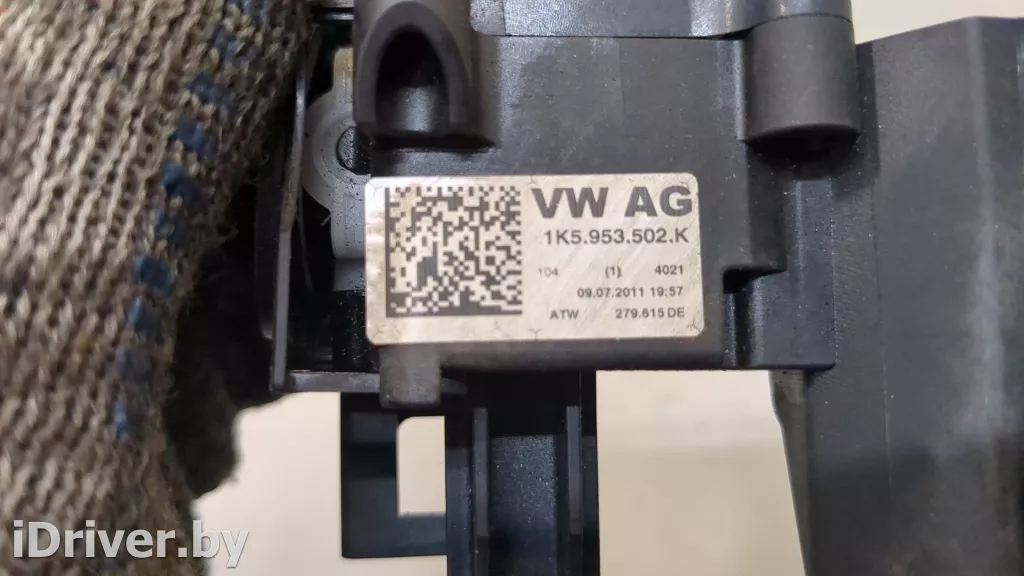 VW AG
1K5.953.502.K
104 (1) 4021
09.07.2011 19:57
ATW 279.615 DE
iDriver.by